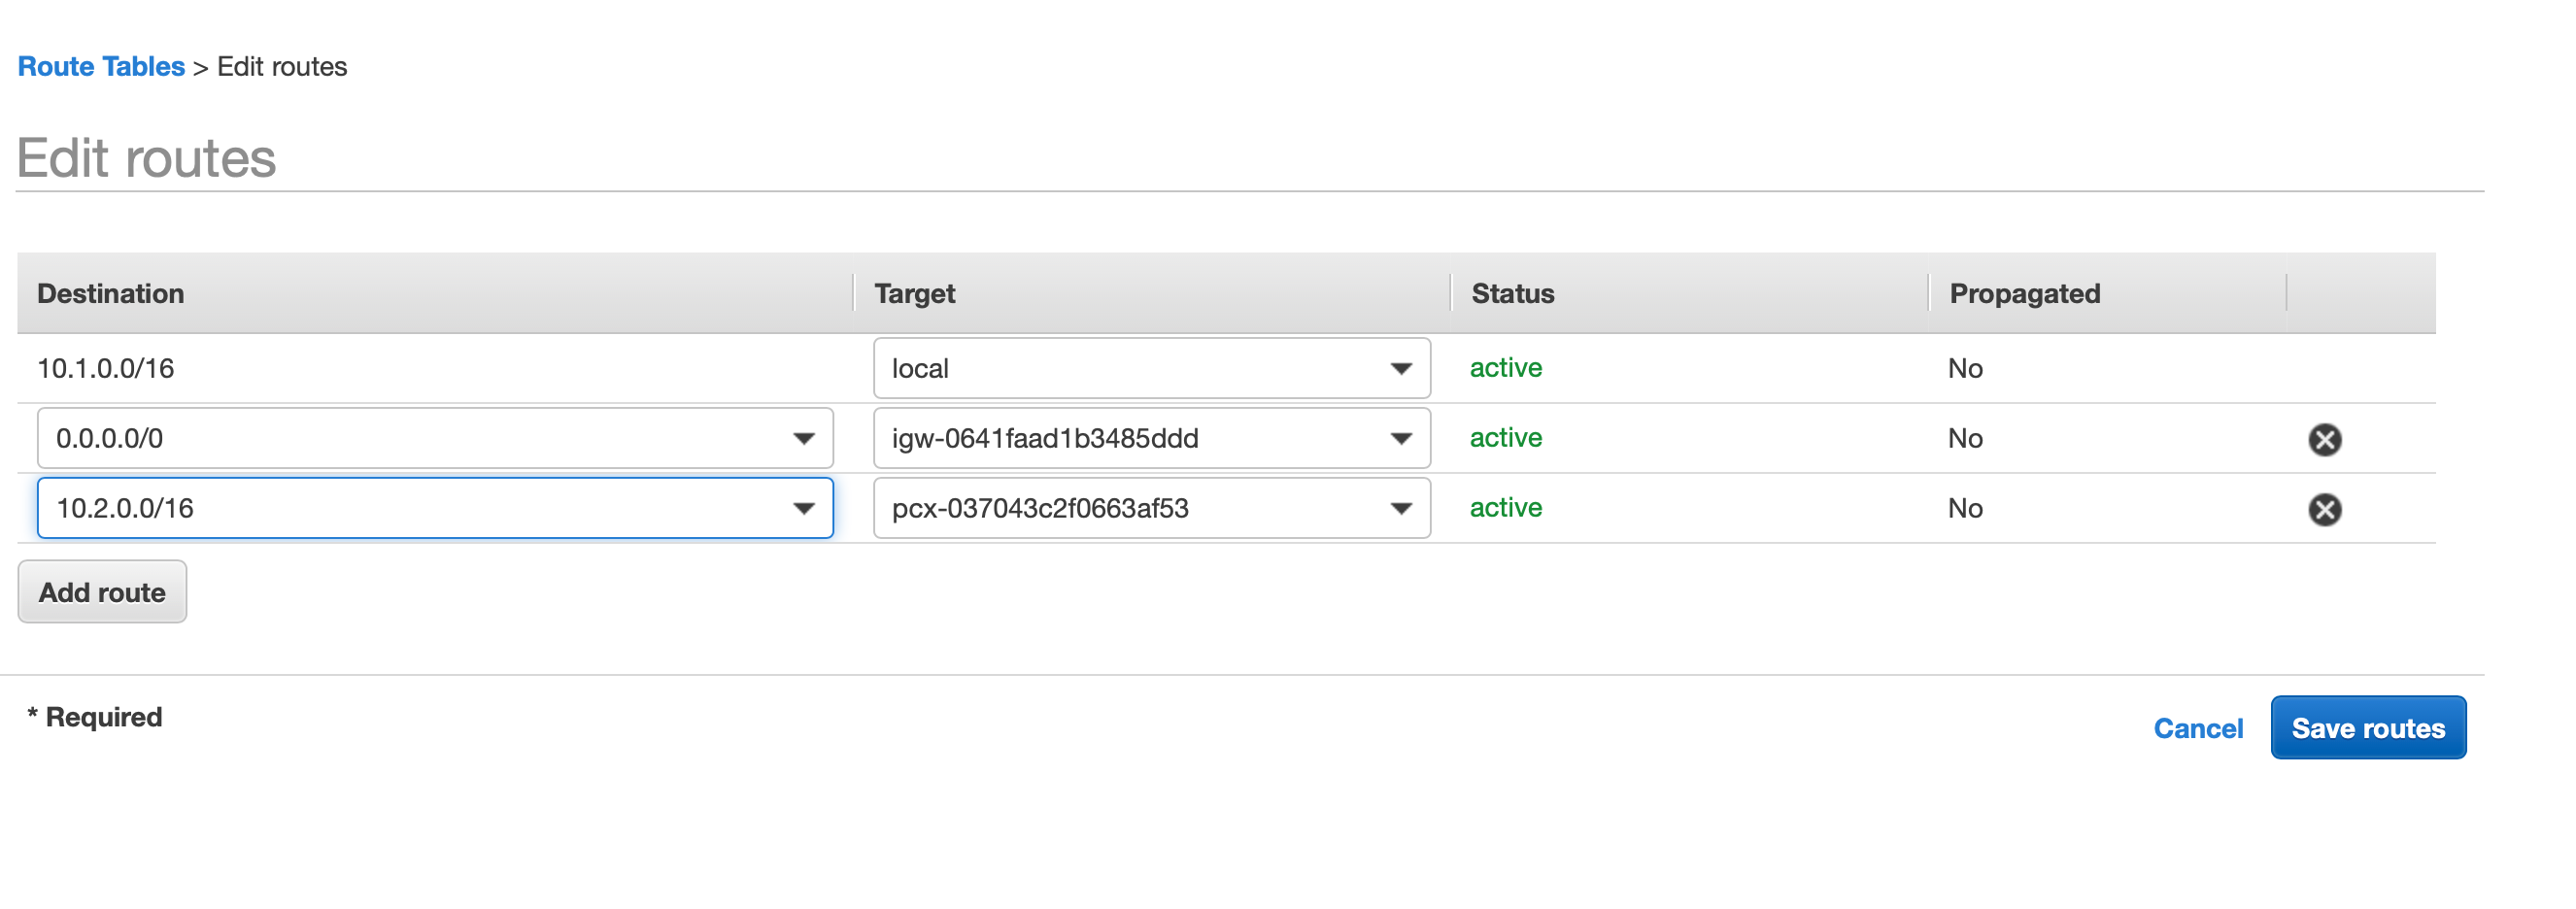 Route Tables > Edit routes
Edit routes
Destination Target Status Propagated
10.1.0.0/16 local active No
0.0.0.0/0 igw-0641faad1b3485ddd active No
10.2.0.0/16 pcx-037043c2f0663af53 active No
Add route
* Required
Cancel Save routes